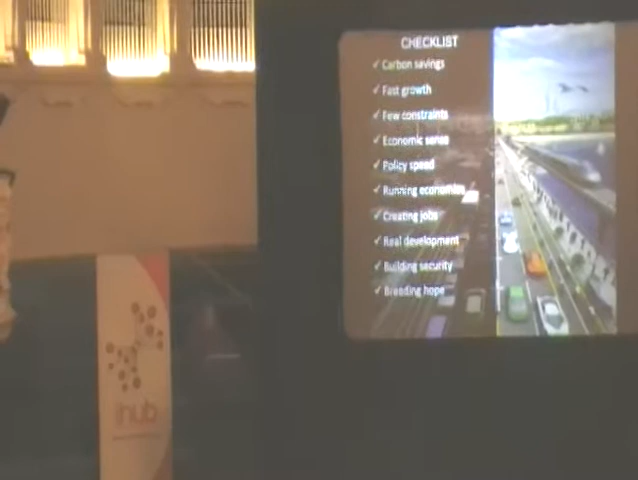 CHECKLIST
✓ Carbon savings
✓ Fast growth
✓ Few constraints
✓ Economic sense
✓ Policy speed
✓ Running economies
✓ Creating jobs
✓ Real development
✓ Building security
✓ Breeding hope
ihub